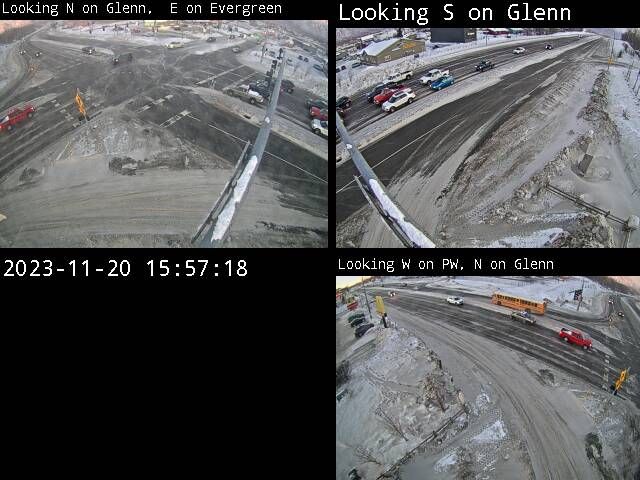 Looking N on Glenn,  E on Evergreen
Looking S on Glenn
2023-11-20 15:57:18
Looking W on PW, N on Glenn